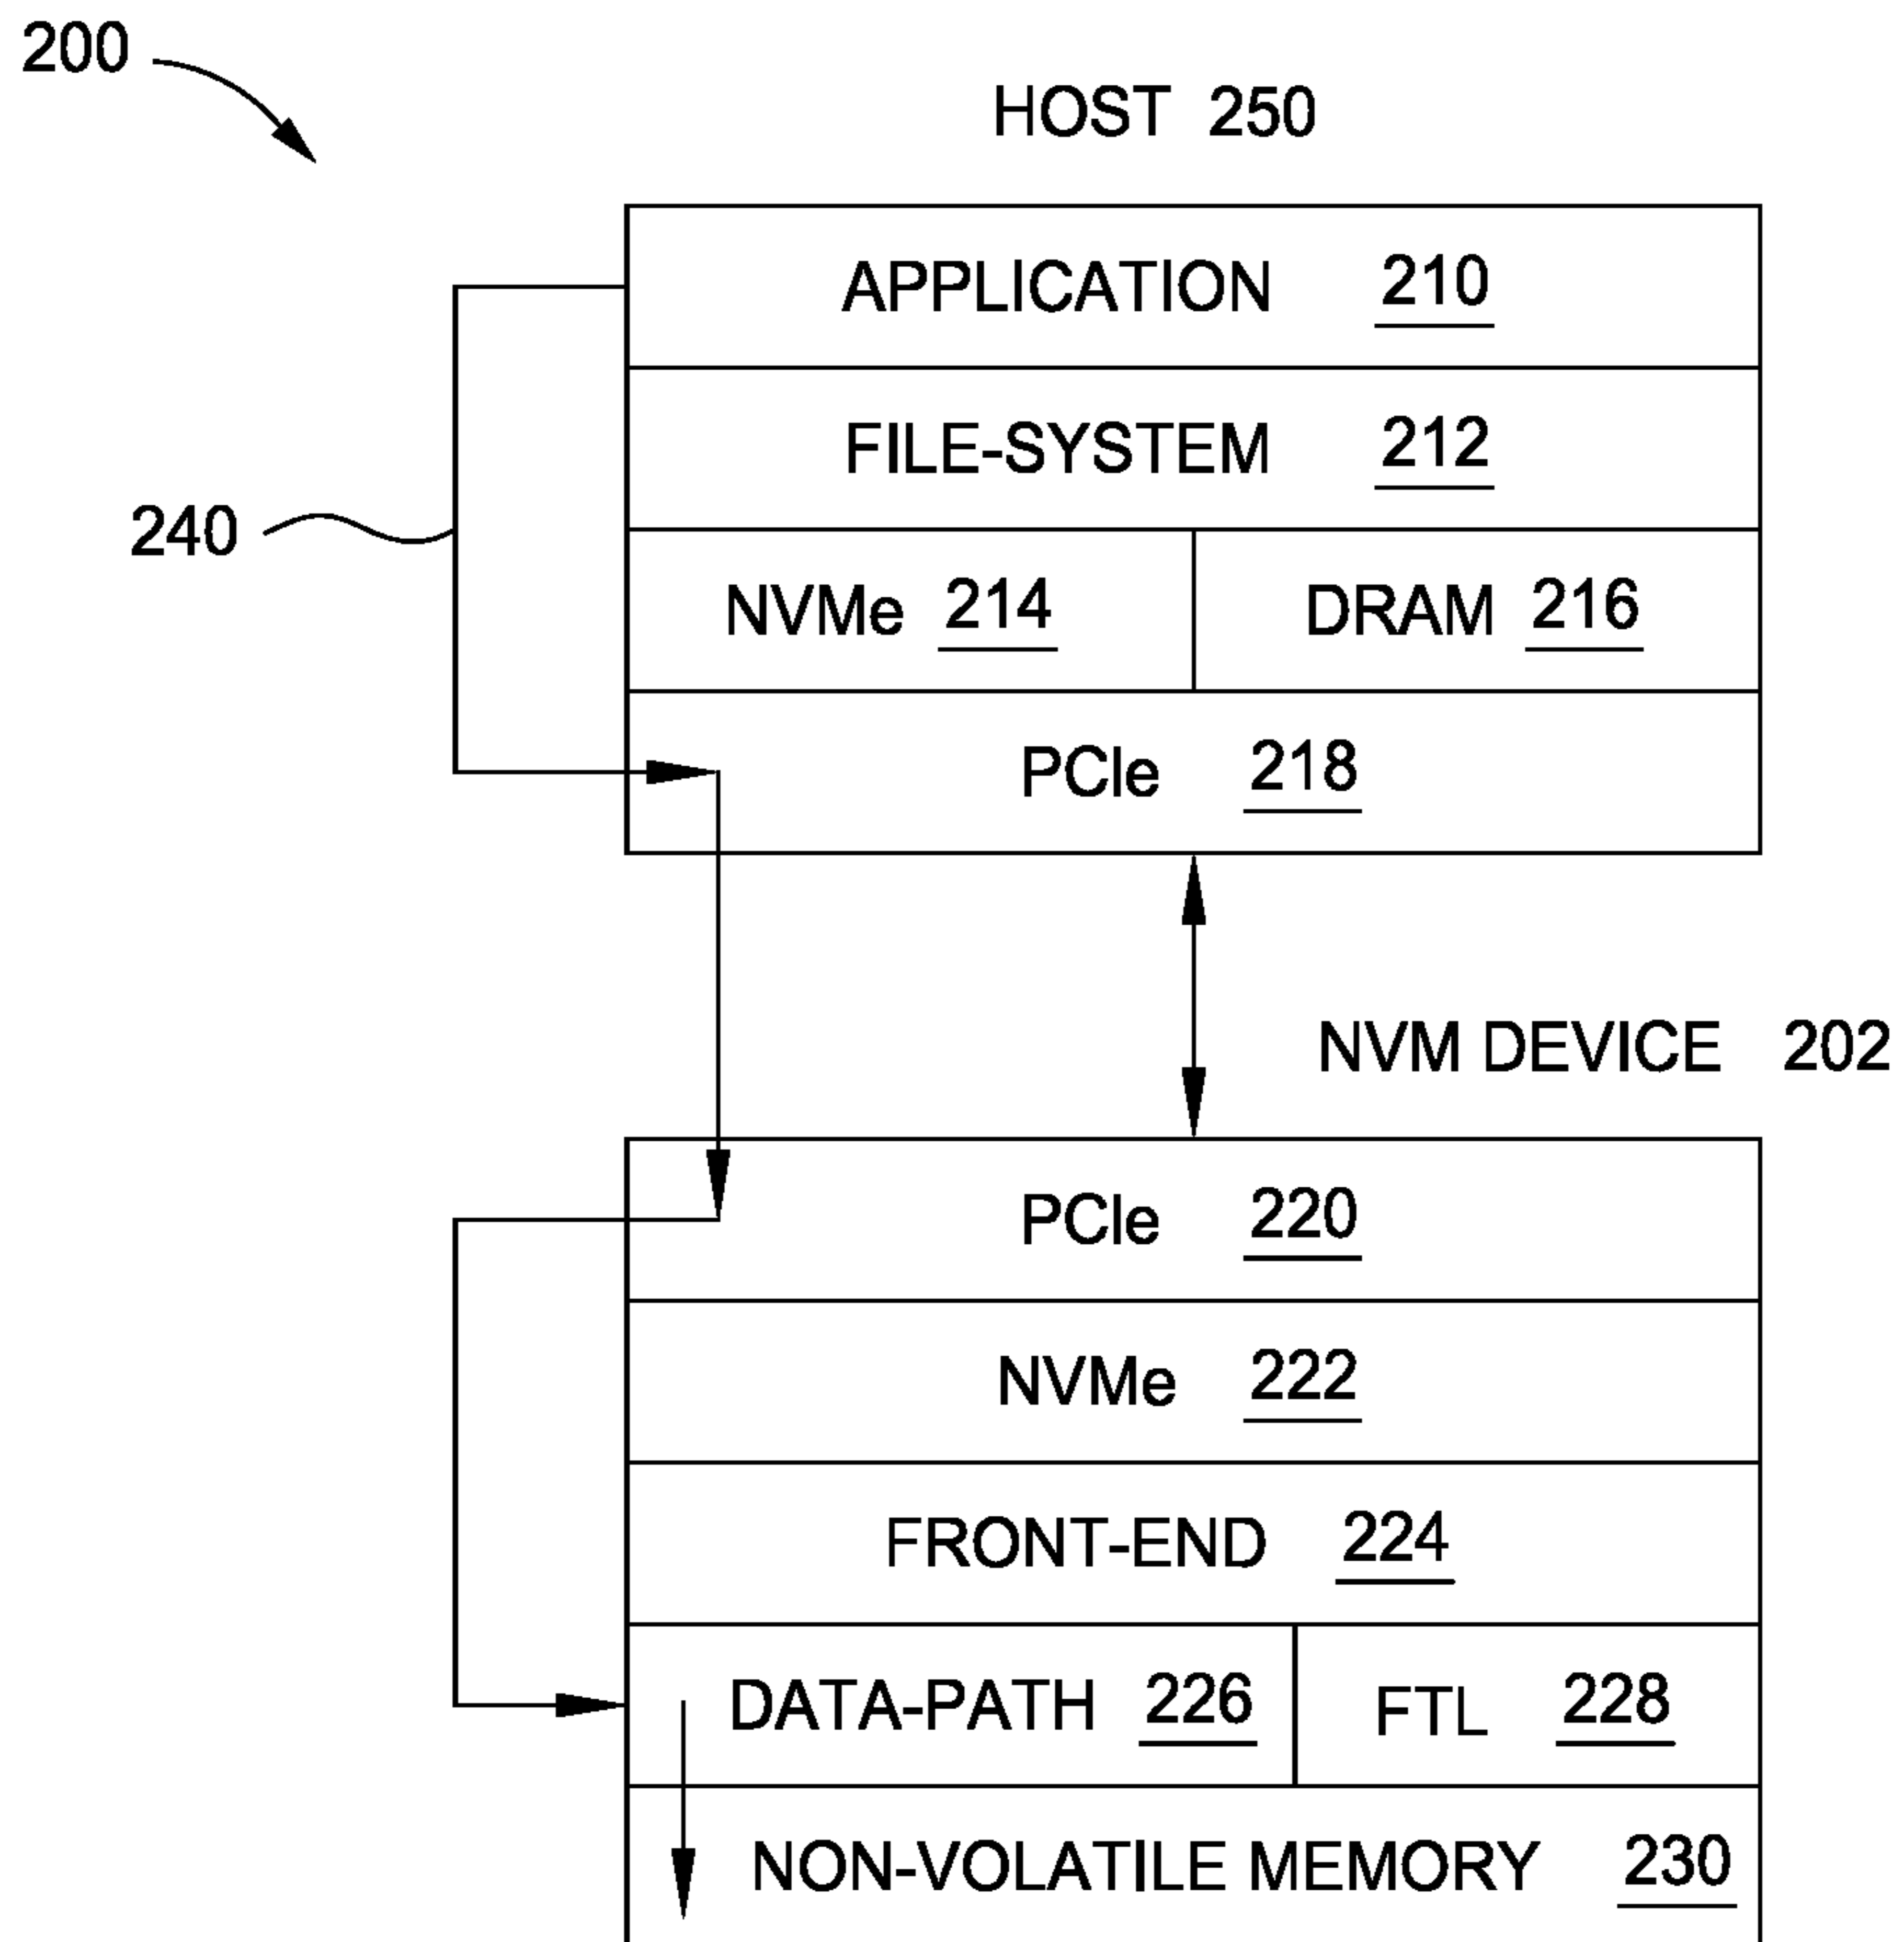 200
HOST 250
APPLICATION 210
FILE-SYSTEM 212
240
NVMe 214 DRAM 216
PCIe 218
NVM DEVICE 202
PCIe 220
NVMe 222
FRONT-END 224
DATA-PATH 226 FTL 228
NON-VOLATILE MEMORY 230